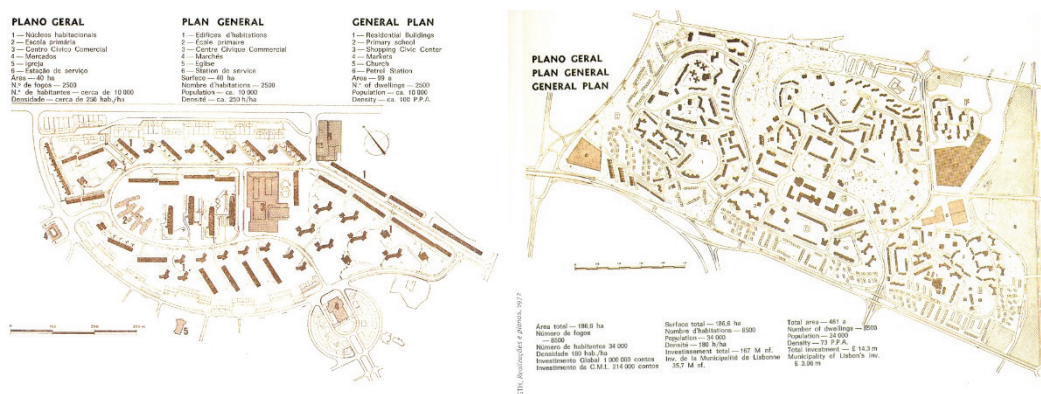 PLANO GERAL
1 — Núcleos habitacionais
2 — Escola primária
3 — Centro Cívico Comercial
4 — Mercados
5 — Igreja
6 — Estação de serviço
Área — 40 ha
N.º de fogos — 2500
N.º de habitantes — cerca de 10 000
Densidade — cerca de 250 hab./ha
PLAN GENERAL
1 — Edifices d'habitations
2 — École primaire
3 — Centre Civique Commercial
4 — Marchés
5 — Eglise
6 — Station de service
Surface — 40 ha
Nombre d'habitations — 2500
Population — ca. 10 000
Densité — ca. 250 h/ha
GENERAL PLAN
1 — Residential Buildings
2 — Primary school
3 — Shopping Civic Center
4 — Markets
5 — Church
6 — Petrol Station
Area — 99 a
N.º of dwellings — 2500
Population — ca. 10 000
Density — ca. 100 P.P.A.
1
5
PLANO GERAL
PLAN GENERAL
GENERAL PLAN
B
C
F
D
GTH, Realizações e planos, 1972
Área total — 186,6 ha
Número de fogos
— 8500
Número de habitantes 34 000
Densidade 180 hab./ha
Investimento Global 1 000 000 contos
Investimento da C.M.L. 214 000 contos
Surface total — 186,6 ha
Nombre d'habitations — 8500
Population — 34 000
Densité — 180 h/ha
Investissement total — 167 M nf.
Inv. de la Municipalité de Lisbonne
35,7 M nf.
Total area — 461 a
Number of dwellings — 8500
Population — 34 000
Density — 73 P.P.A.
Total investment — £ 14.3 m
Municipality of Lisbon's inv.
£ 3.06 m